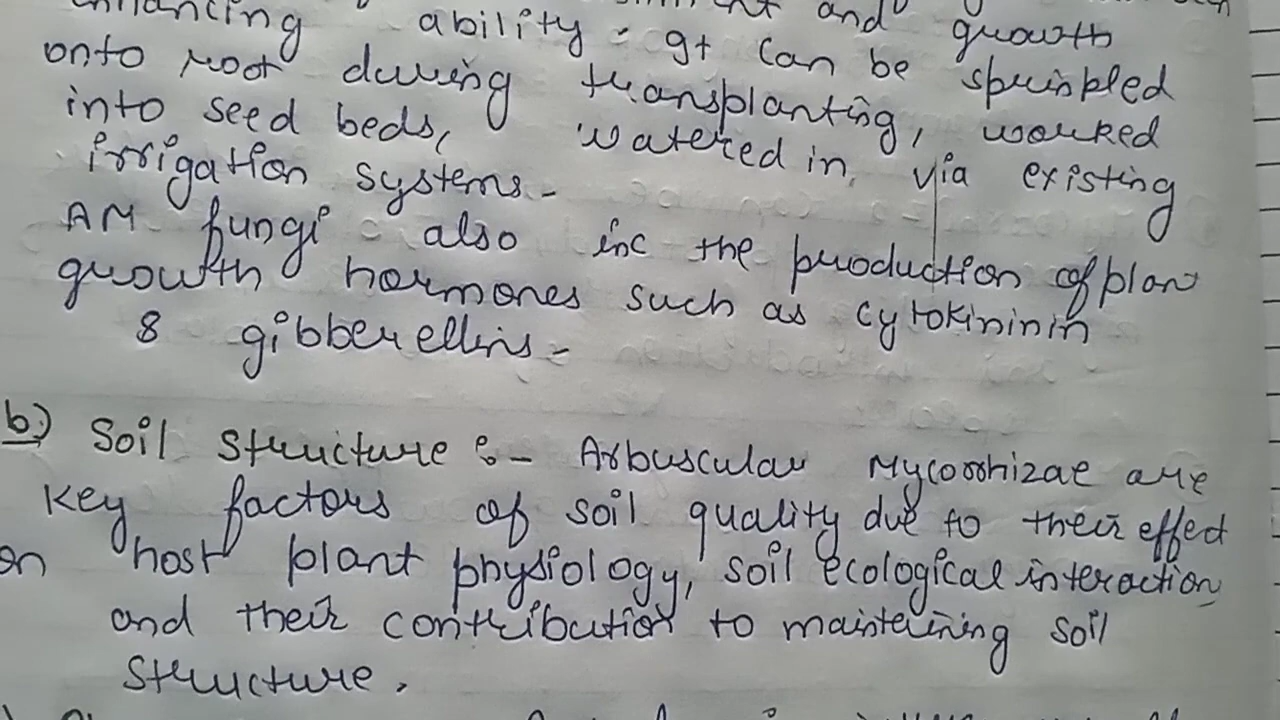 enhancing ability. It can be and growth
onto root during transplanting, sprinkled
into seed beds, watered in, worked
irrigation systems. via existing
AM fungi also inc the production of plan
growth hormones such as cytokininin
& gibberellins.
b.) Soil Structure :- Arbuscular Mycorrhizae are
Key factors of soil quality due to their effect
on host plant physiology, soil ecological interaction
and their contribution to mainteining soil
structure.